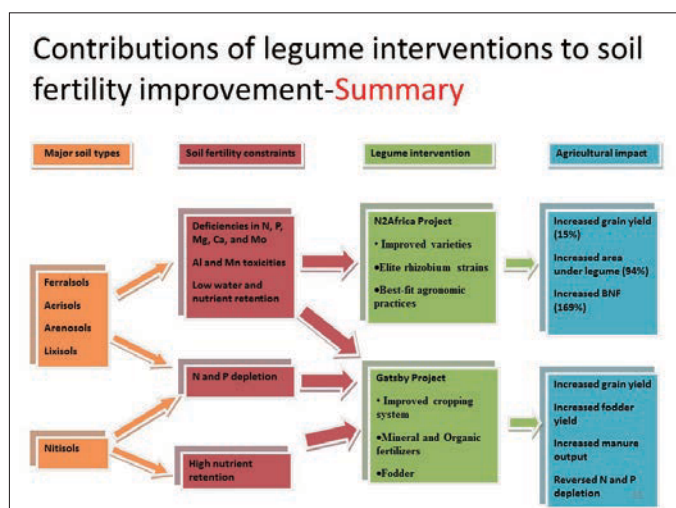 Contributions of legume interventions to soil
fertility improvement-Summary
Major soil types
Soil fertility constraints
Legume intervention
Agricultural impact
Ferralsols
Acrisols
Arenosols
Lixisols
Nitisols
Deficiencies in N, P,
Mg, Ca, and Mo
Al and Mn toxicities
Low water and
nutrient retention
N and P depletion
High nutrient
retention
N2Africa Project
• Improved varieties
•Elite rhizobium strains
•Best-fit agronomic
practices
Gatsby Project
• Improved cropping
system
•Mineral and Organic
fertilizers
•Fodder
Increased grain yield
(15%)
Increased area
under legume (94%)
Increased BNF
(169%)
Increased grain yield
Increased fodder
yield
Increased manure
output
Reversed N and P
depletion